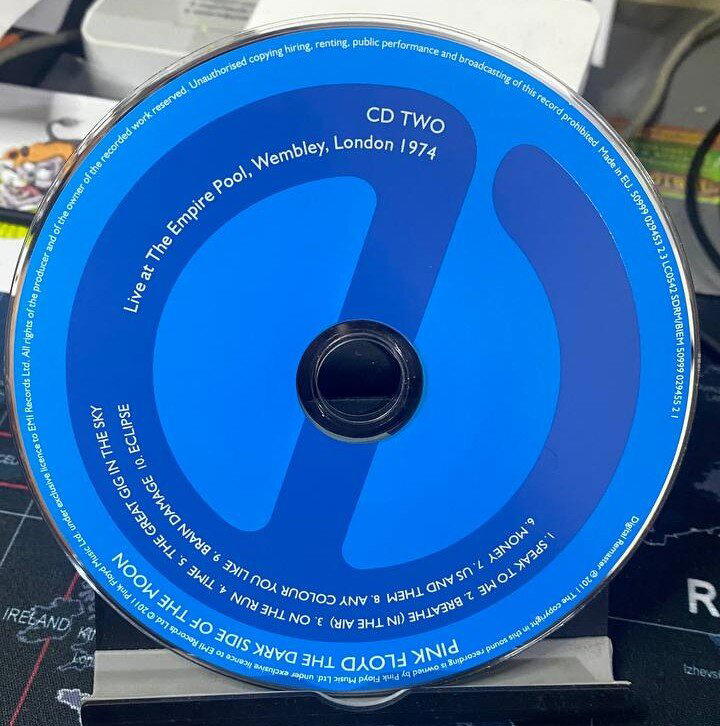 CD TWO
Live at The Empire Pool, Wembley, London 1974
1. SPEAK TO ME 2. BREATHE (IN THE AIR) 3. ON THE RUN 4. TIME 5. THE GREAT GIG IN THE SKY
6. MONEY 7. US AND THEM 8. ANY COLOUR YOU LIKE 9. BRAIN DAMAGE 10. ECLIPSE
PINK FLOYD THE DARK SIDE OF THE MOON
Digital Remaster ℗ 2011 The copyright in this sound recording is owned by Pink Floyd Music Ltd. under exclusive licence to EMI Records Ltd © 2011 Pink Floyd Music Ltd. under exclusive licence to EMI Records Ltd. All rights of the producer and of the owner of the recorded work reserved. Unauthorised copying hiring, renting, public performance and broadcasting of this record prohibited. Made in EU. 50999 029453 2 3 LC0542 SDRM/BIEM 50999 029455 2 1
IRELAND
R
Izhevs